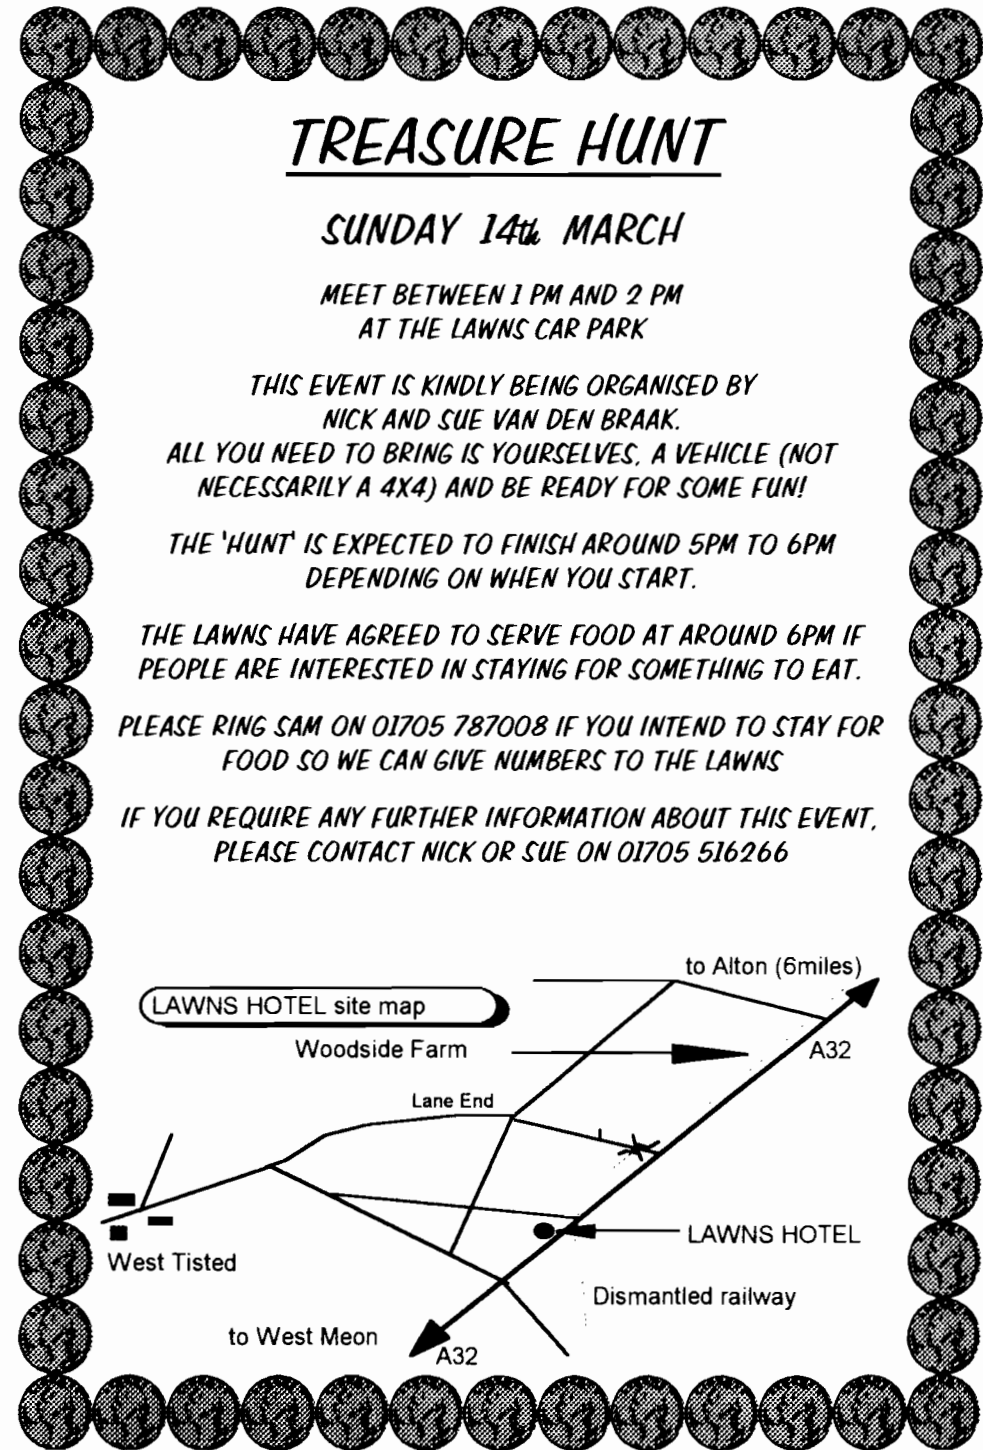 TREASURE HUNT
SUNDAY 14th MARCH
MEET BETWEEN 1 PM AND 2 PM
AT THE LAWNS CAR PARK
THIS EVENT IS KINDLY BEING ORGANISED BY
NICK AND SUE VAN DEN BRAAK.
ALL YOU NEED TO BRING IS YOURSELVES, A VEHICLE (NOT
NECESSARILY A 4X4) AND BE READY FOR SOME FUN!
THE 'HUNT' IS EXPECTED TO FINISH AROUND 5PM TO 6PM
DEPENDING ON WHEN YOU START.
THE LAWNS HAVE AGREED TO SERVE FOOD AT AROUND 6PM IF
PEOPLE ARE INTERESTED IN STAYING FOR SOMETHING TO EAT.
PLEASE RING SAM ON 01705 787008 IF YOU INTEND TO STAY FOR
FOOD SO WE CAN GIVE NUMBERS TO THE LAWNS
IF YOU REQUIRE ANY FURTHER INFORMATION ABOUT THIS EVENT,
PLEASE CONTACT NICK OR SUE ON 01705 516266
to Alton (6miles)
LAWNS HOTEL site map
Woodside Farm
A32
Lane End
LAWNS HOTEL
West Tisted
Dismantled railway
to West Meon
A32